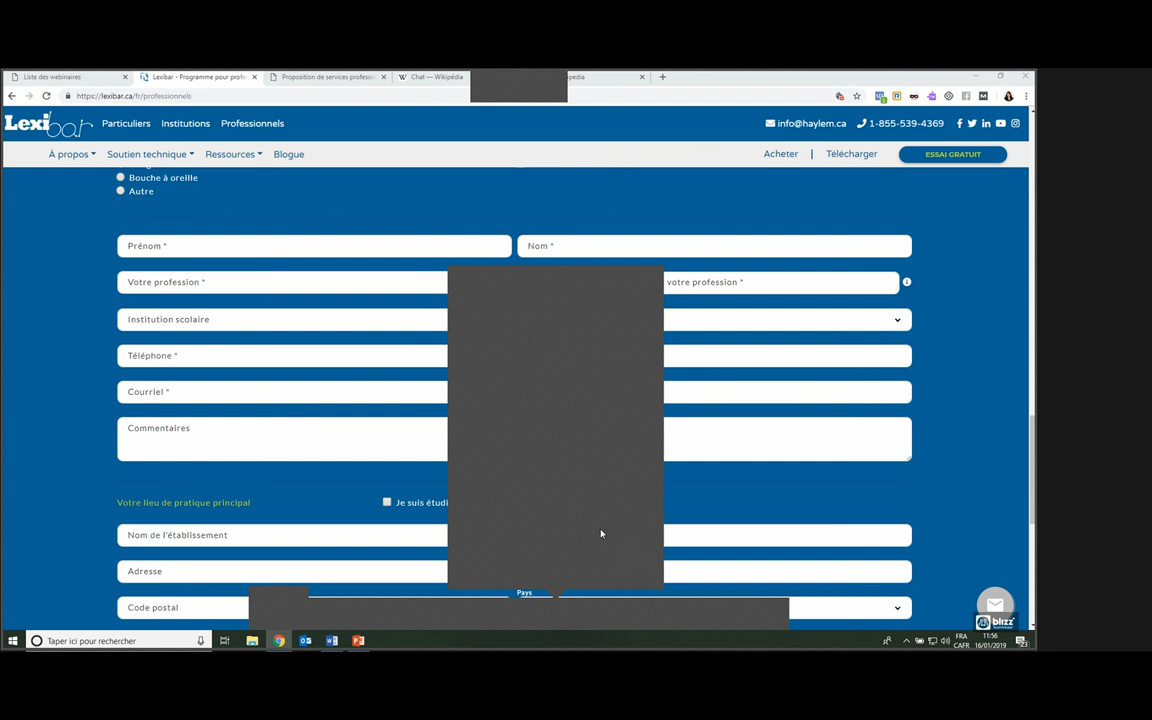 Liste des webinaires
Lexibar - Programme pour profe
Proposition de services professi
W Chat — Wikipédia
pedia
https://lexibar.ca/fr/professionnels
Lexibar
Particuliers
Institutions
Professionnels
info@haylem.ca
1-855-539-4369
À propos
Soutien technique
Ressources
Blogue
Acheter | Télécharger
ESSAI GRATUIT
Bouche à oreille
Autre
Prénom *
Nom *
Votre profession *
votre profession *
Institution scolaire
Téléphone *
Courriel *
Commentaires
Votre lieu de pratique principal
Je suis étudi
Nom de l'établissement
Adresse
Pays
Code postal
blizz
Taper ici pour rechercher
FRA
CAFR
11:56
16/01/2019